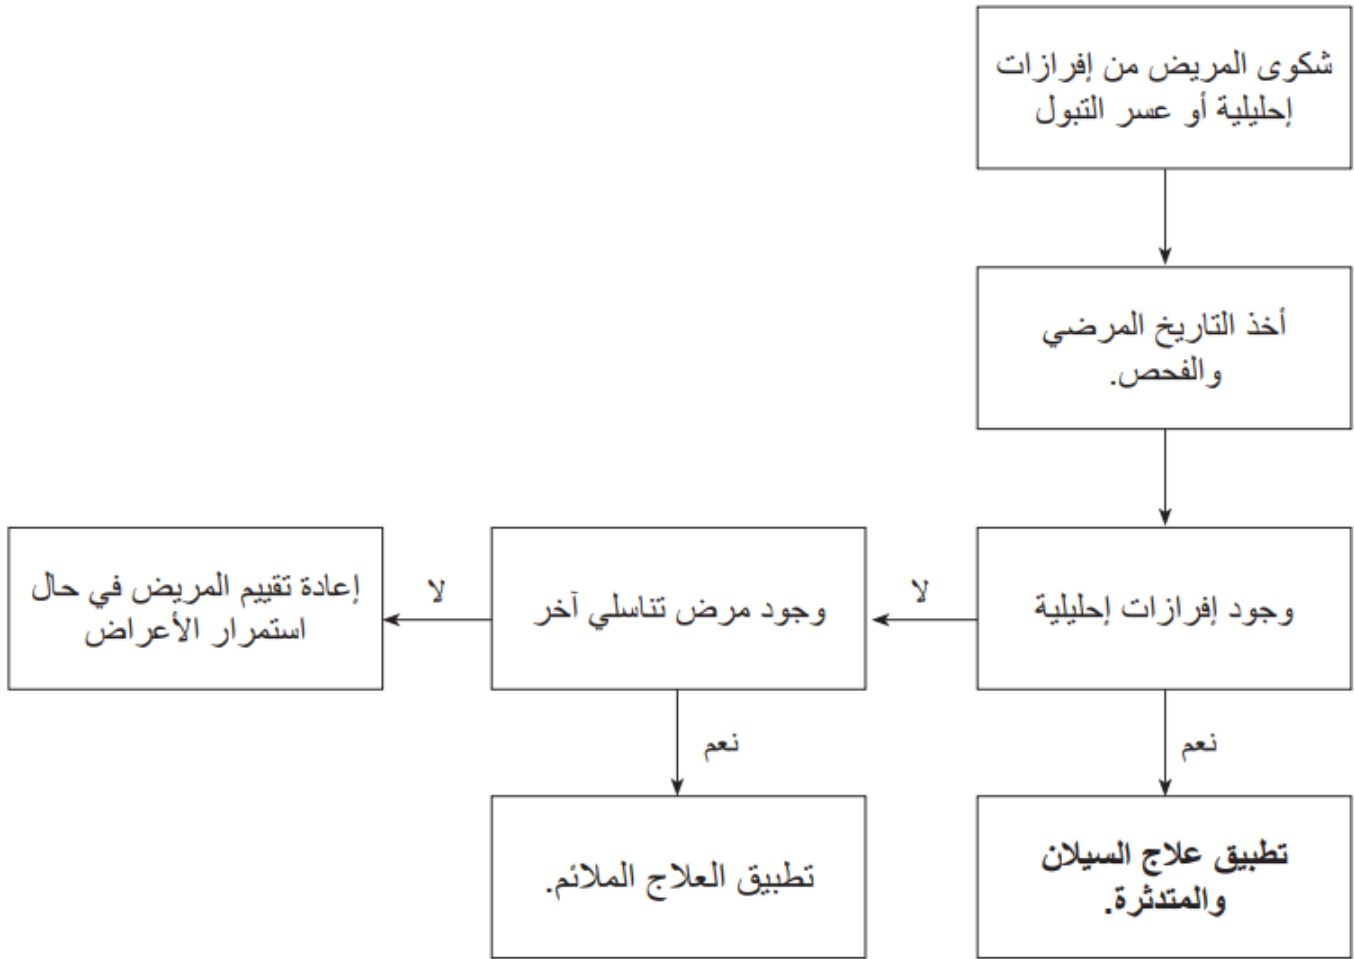 شكوى المريض من إفرازات
إحليلية أو عسر التبول
أخذ التاريخ المرضي
والفحص.
وجود إفرازات إحليلية
لا
وجود مرض تناسلي آخر
لا
إعادة تقييم المريض في حال
استمرار الأعراض
نعم
نعم
تطبيق علاج السيلان
والمتدثرة.
تطبيق العلاج الملائم.